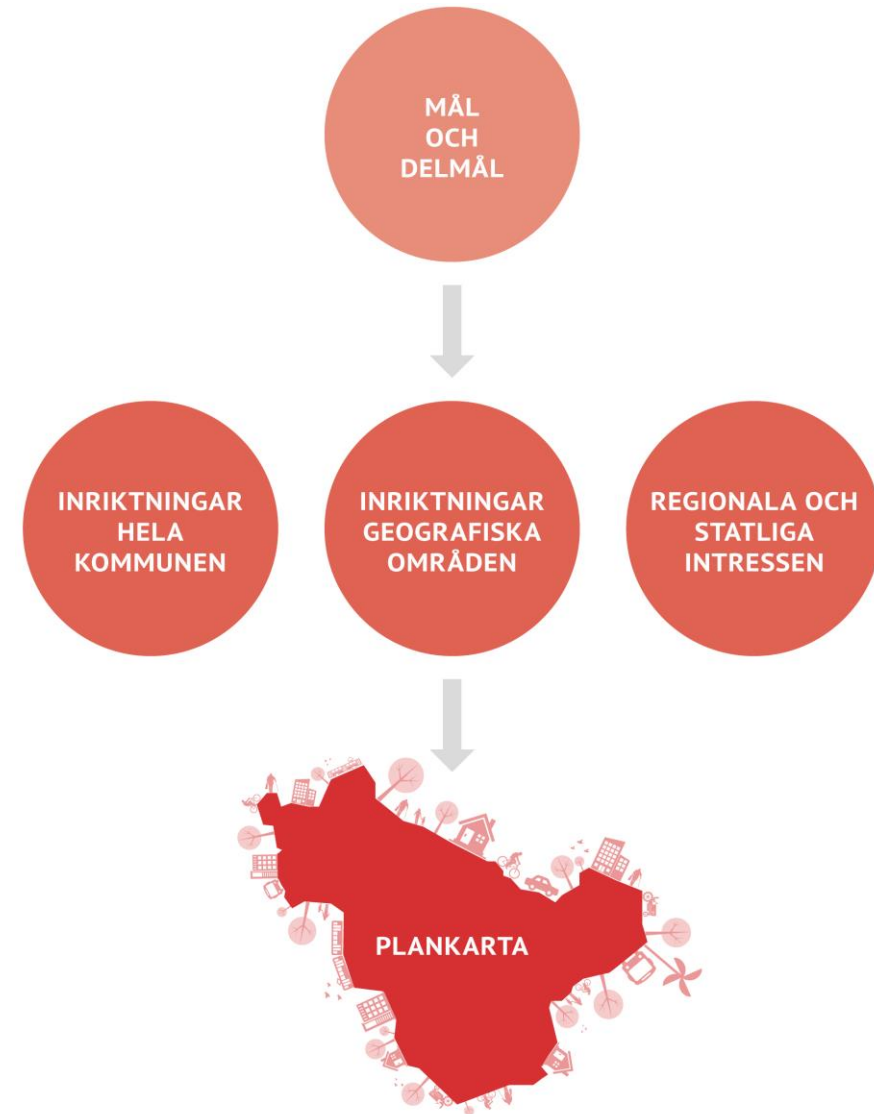 MÅL
OCH
DELMÅL
INRIKTNINGAR
HELA
KOMMUNEN
INRIKTNINGAR
GEOGRAFISKA
OMRÅDEN
REGIONALA OCH
STATLIGA
INTRESSEN
PLANKARTA